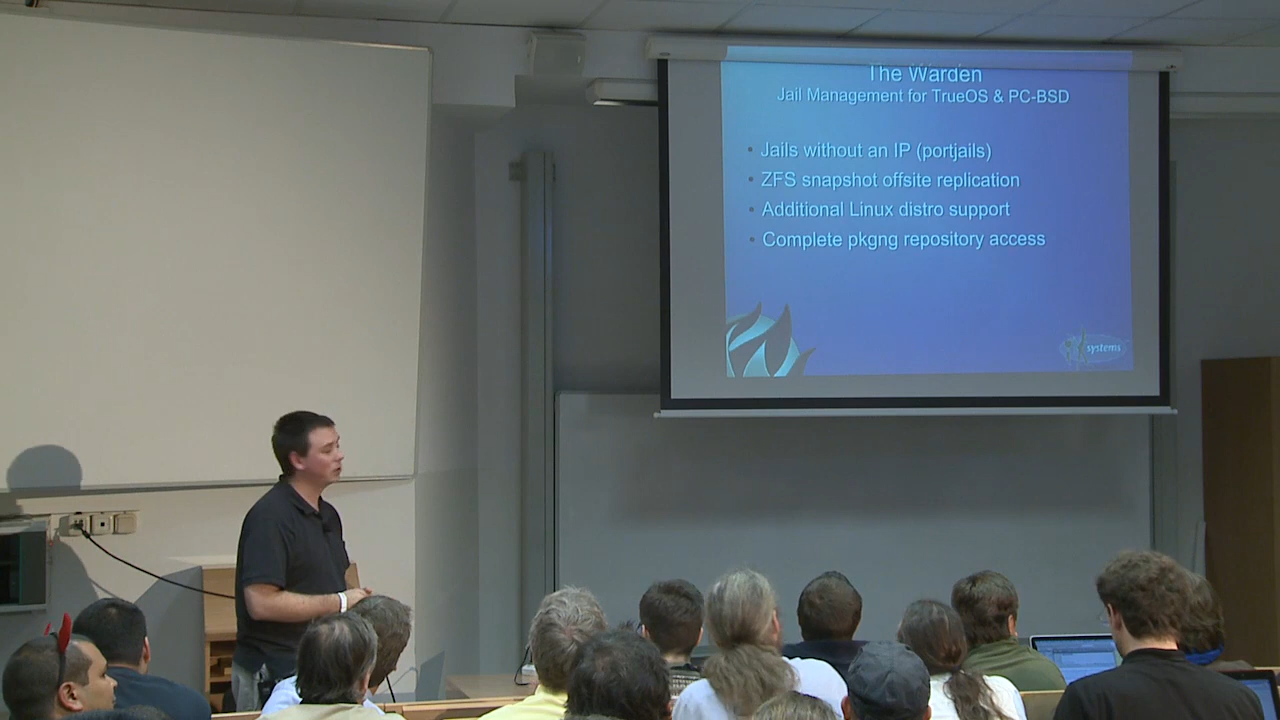 The Warden
Jail Management for TrueOS & PC-BSD
• Jails without an IP (portjails)
• ZFS snapshot offsite replication
• Additional Linux distro support
• Complete pkgng repository access
systems